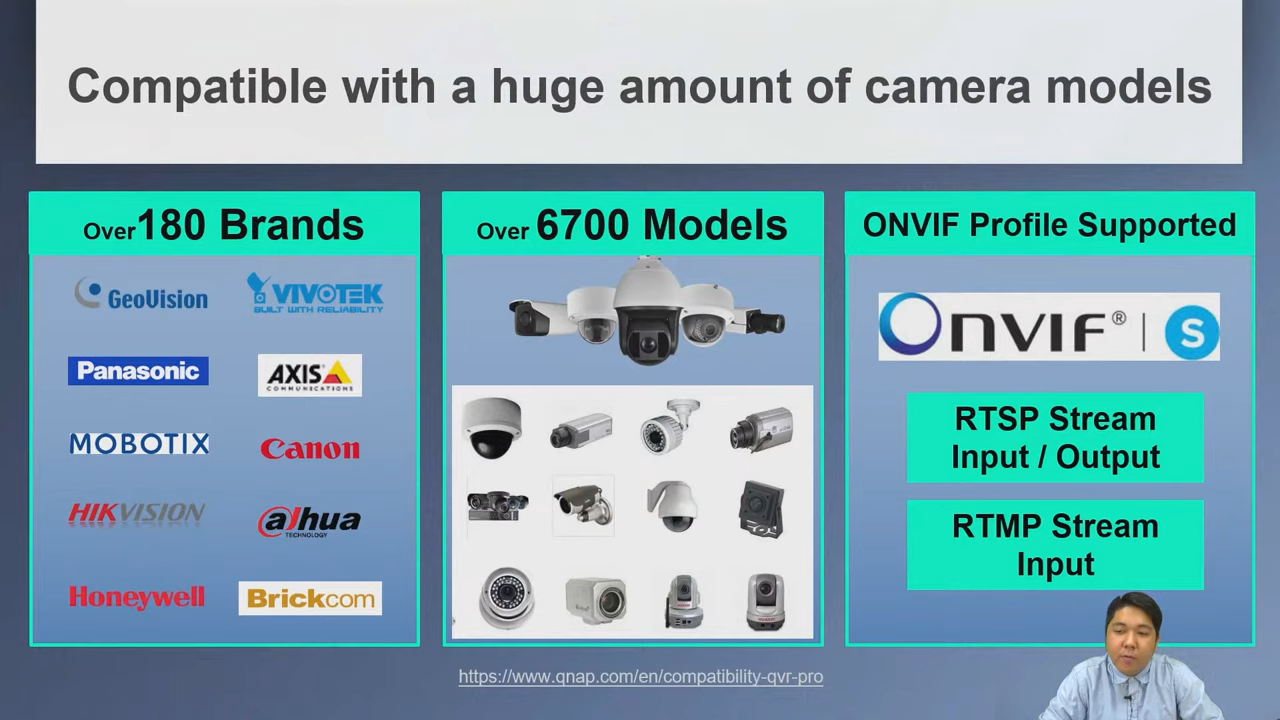 Compatible with a huge amount of camera models
Over 180 Brands
GeoVision
VIVOTEK
BUILT WITH RELIABILITY
Panasonic
AXIS
COMMUNICATIONS
MOBOTIX
Canon
HIKVISION
alhua
TECHNOLOGY
Honeywell
Brickcom
Over 6700 Models
ONVIF Profile Supported
ONVIF® | S
RTSP Stream
Input / Output
RTMP Stream
Input
https://www.qnap.com/en/compatibility-qvr-pro